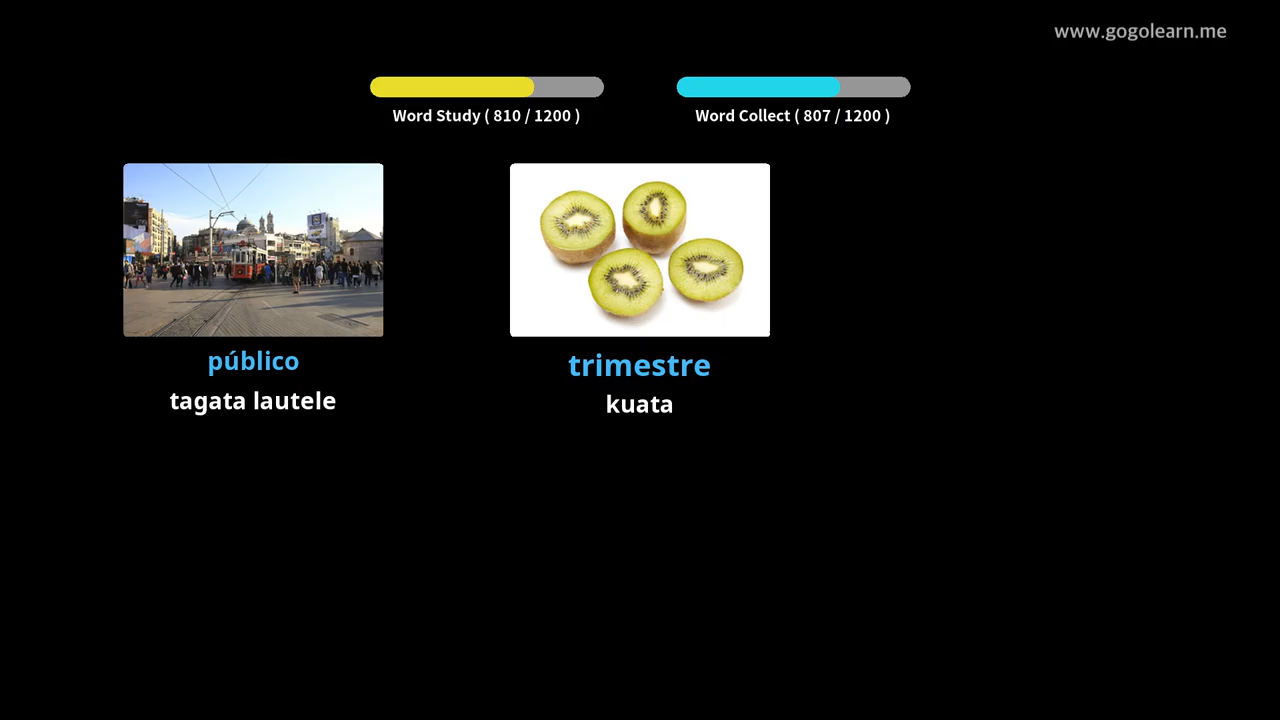 www.gogolearn.me
Word Study ( 810 / 1200 )
Word Collect ( 807 / 1200 )
público
tagata lautele
trimestre
kuata